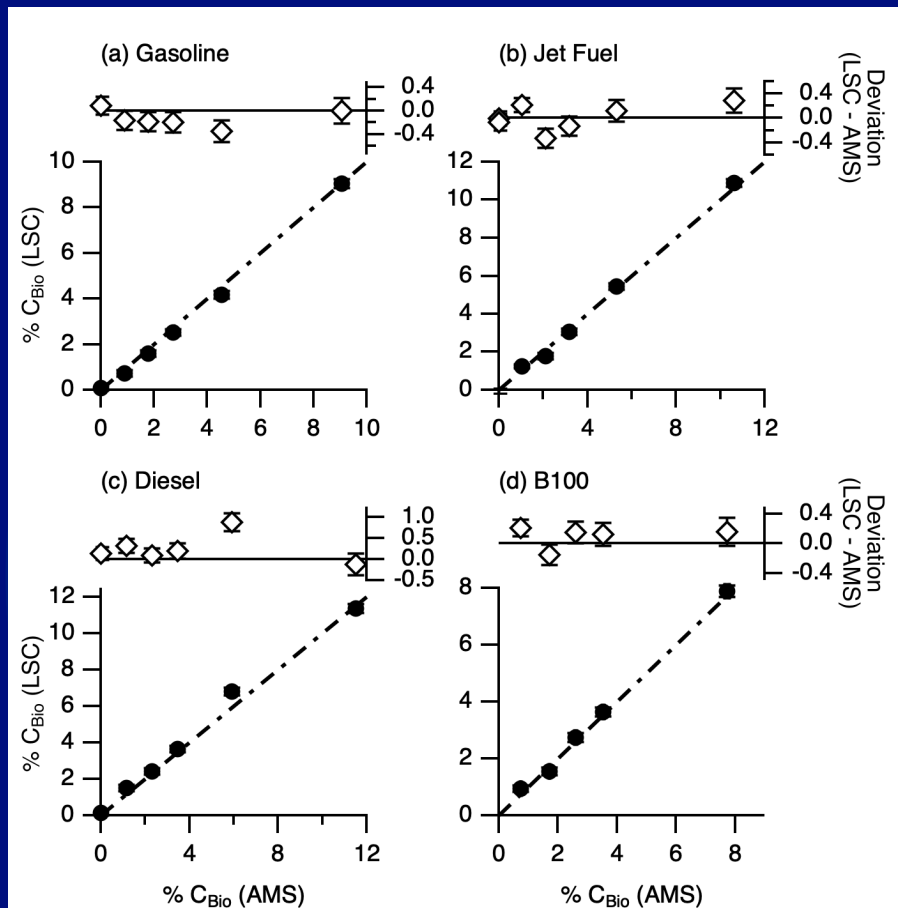 (a) Gasoline
0.4
0.0
-0.4
10
8
6
4
2
0
% C_Bio (LSC)
0 2 4 6 8 10
(b) Jet Fuel
0.4
0.0
-0.4
Deviation
(LSC - AMS)
12
10
8
6
4
2
0
0 4 8 12
(c) Diesel
1.0
0.5
0.0
-0.5
12
10
8
6
4
2
0
% C_Bio (LSC)
0 4 8 12
% C_Bio (AMS)
(d) B100
0.4
0.0
-0.4
Deviation
(LSC - AMS)
8
6
4
2
0
0 2 4 6 8
% C_Bio (AMS)